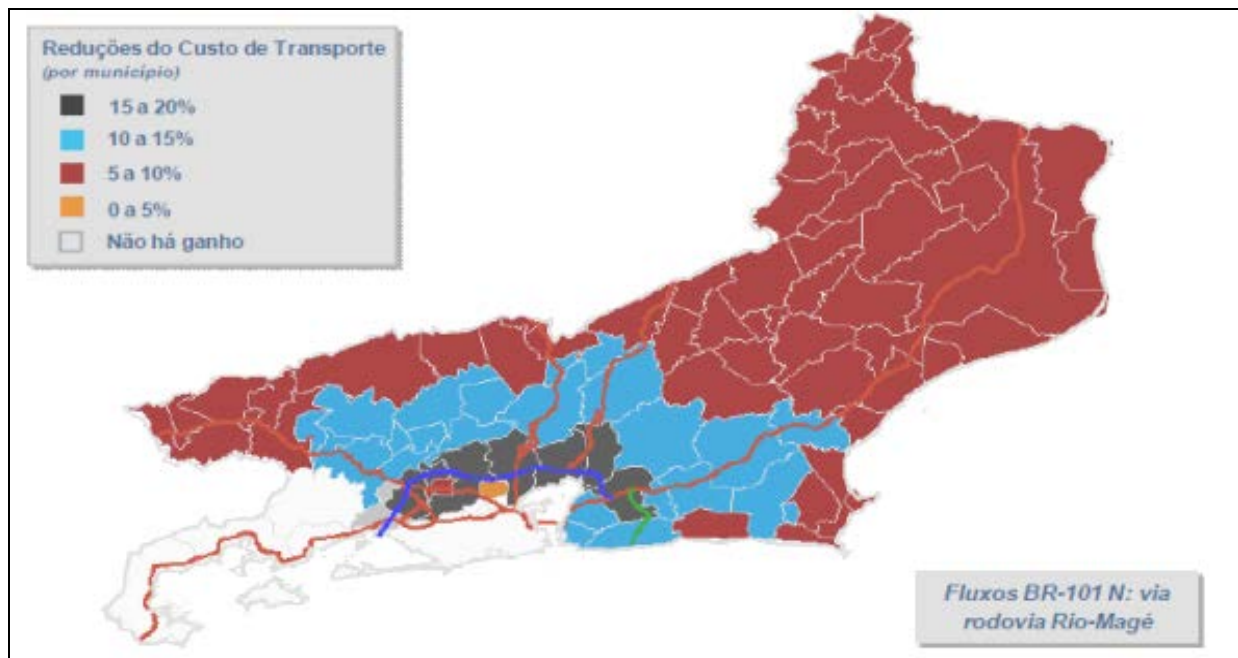 Reduções do Custo de Transporte
(por município)
15 a 20%
10 a 15%
5 a 10%
0 a 5%
Não há ganho
Fluxos BR-101 N: via
rodovia Rio-Magé